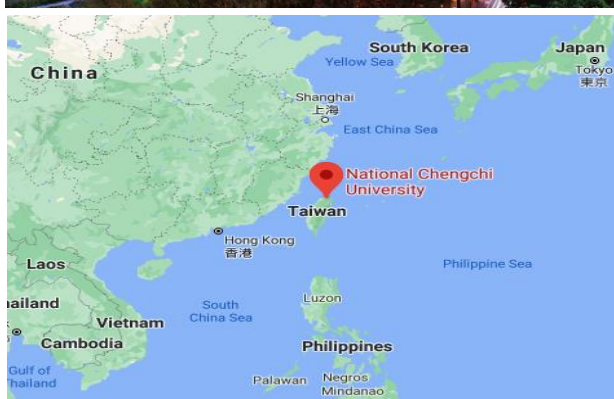 South Korea
Japan
Yellow Sea
Tokyo
東京
China
Shanghai
上海
East China Sea
National Chengchi
University
Taiwan
Hong Kong
香港
Laos
Philippine Sea
ailand
South
China Sea
Luzon
Vietnam
Cambodia
Philippines
Gulf of
hailand
Palawan
Negros
Mindanao